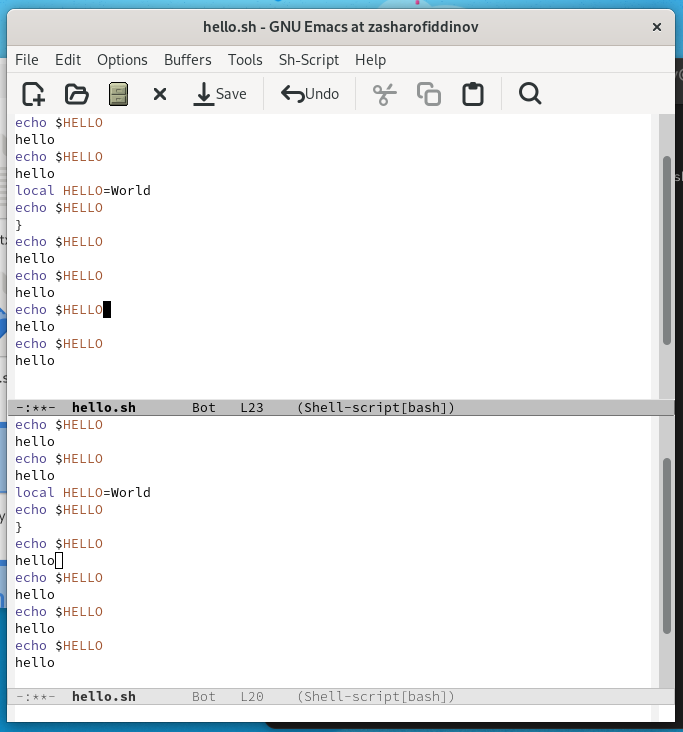 hello.sh - GNU Emacs at zasharofiddinov
File Edit Options Buffers Tools Sh-Script Help
Save Undo
echo $HELLO
hello
echo $HELLO
hello
local HELLO=World
echo $HELLO
}
echo $HELLO
hello
echo $HELLO
hello
echo $HELLO
hello
echo $HELLO
hello
-:**- hello.sh Bot L23 (Shell-script[bash])
echo $HELLO
hello
echo $HELLO
hello
local HELLO=World
echo $HELLO
}
echo $HELLO
hello
echo $HELLO
hello
echo $HELLO
hello
echo $HELLO
hello
-:**- hello.sh Bot L20 (Shell-script[bash])